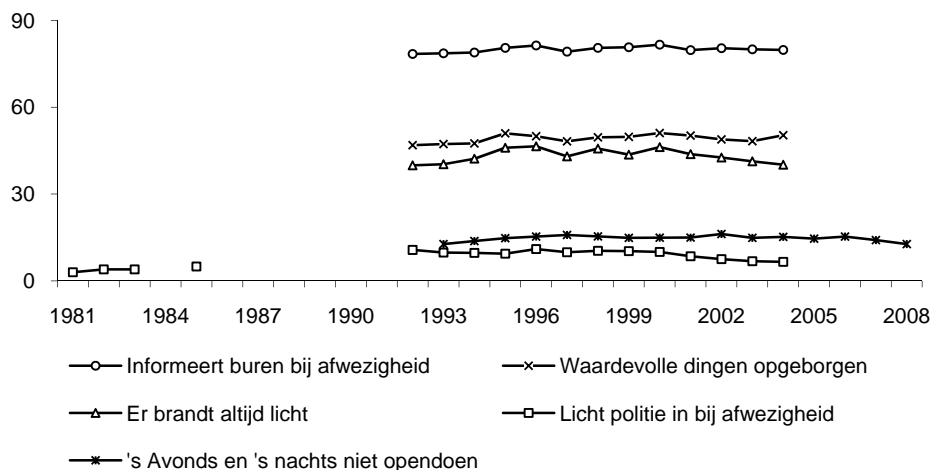 90
60
30
0
1981 1984 1987 1990 1993 1996 1999 2002 2005 2008
Informeert buren bij afwezigheid Waardevolle dingen opgeborgen
Er brandt altijd licht Licht politie in bij afwezigheid
's Avonds en 's nachts niet opendoen